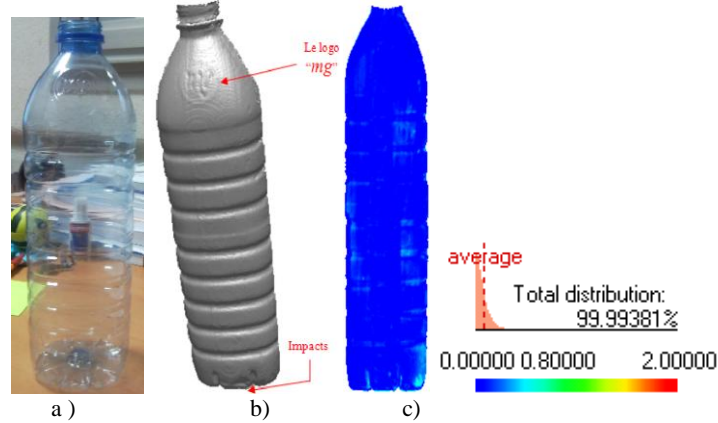 Le logo
"mg"
Impacts
average
Total distribution:
99.99381%
0.00000 0.80000 2.00000
a ) b) c)